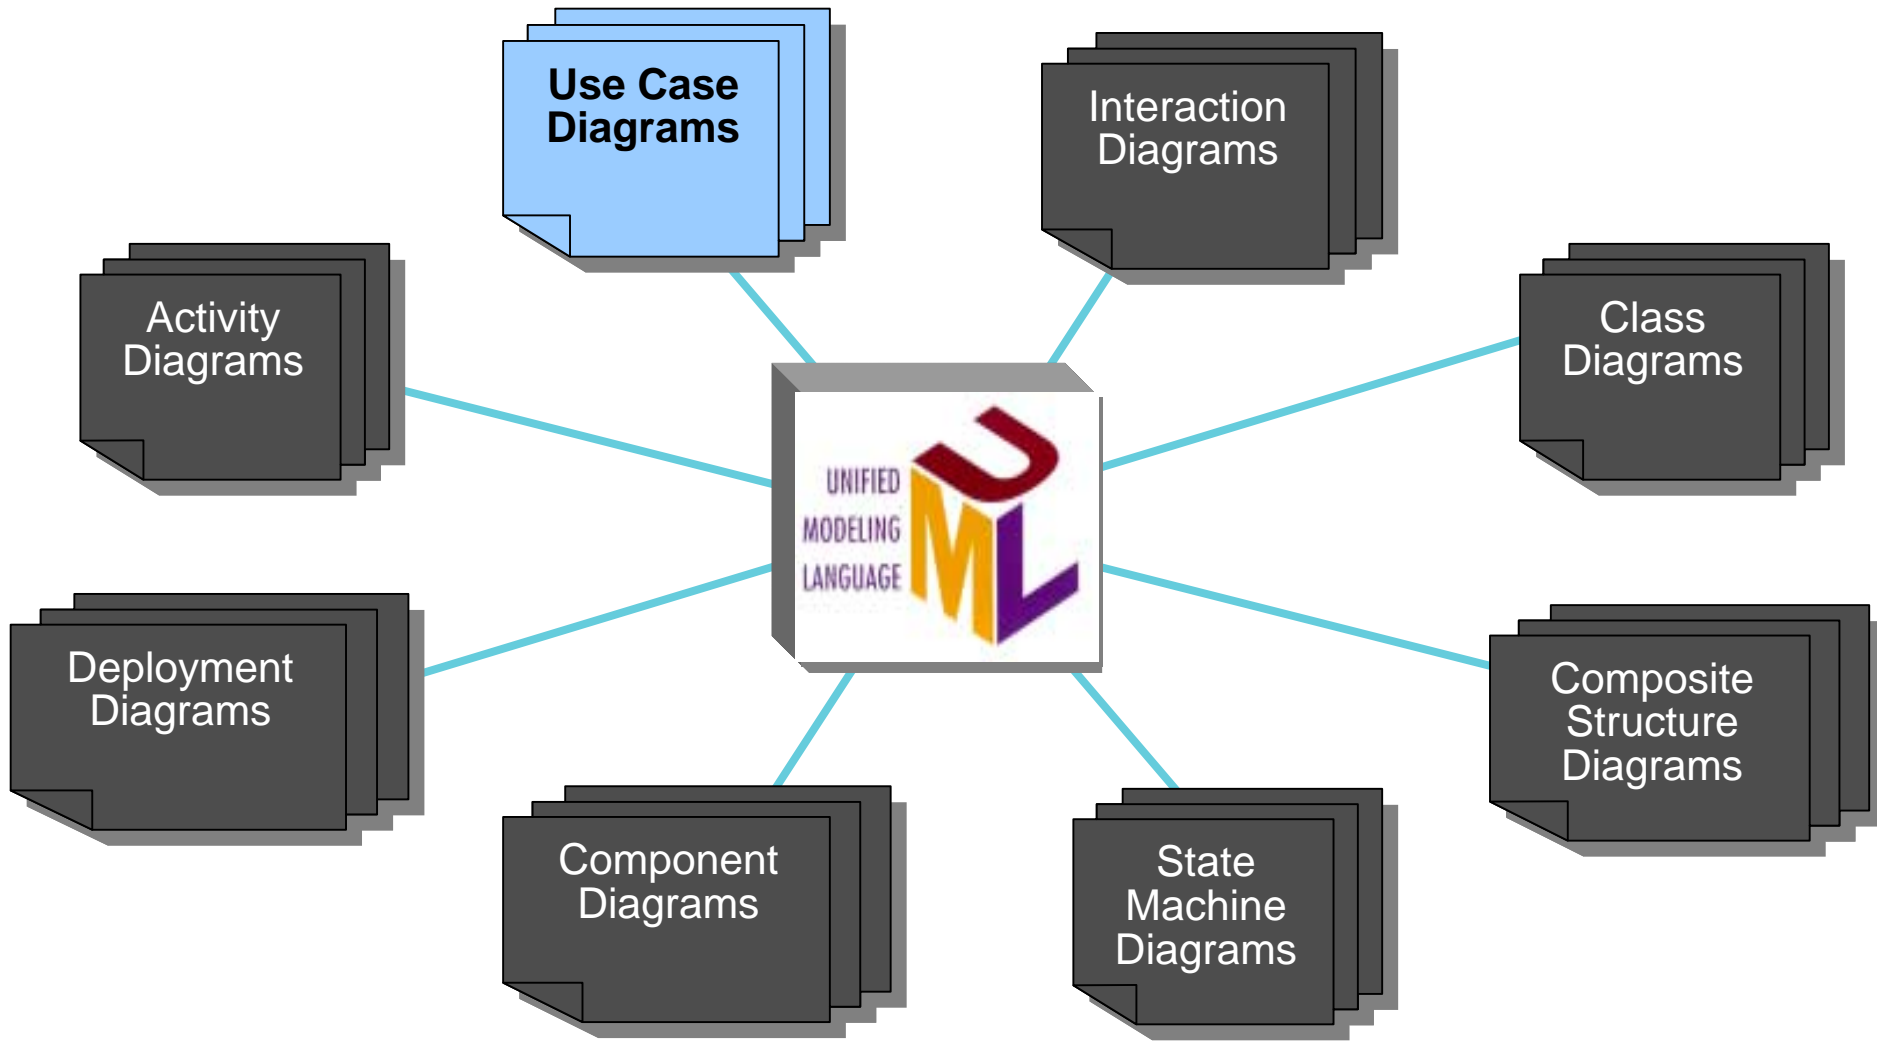 Use Case
Diagrams
Interaction
Diagrams
Activity
Diagrams
Class
Diagrams
UNIFIED
MODELING
LANGUAGE
UML
Deployment
Diagrams
Composite
Structure
Diagrams
Component
Diagrams
State
Machine
Diagrams